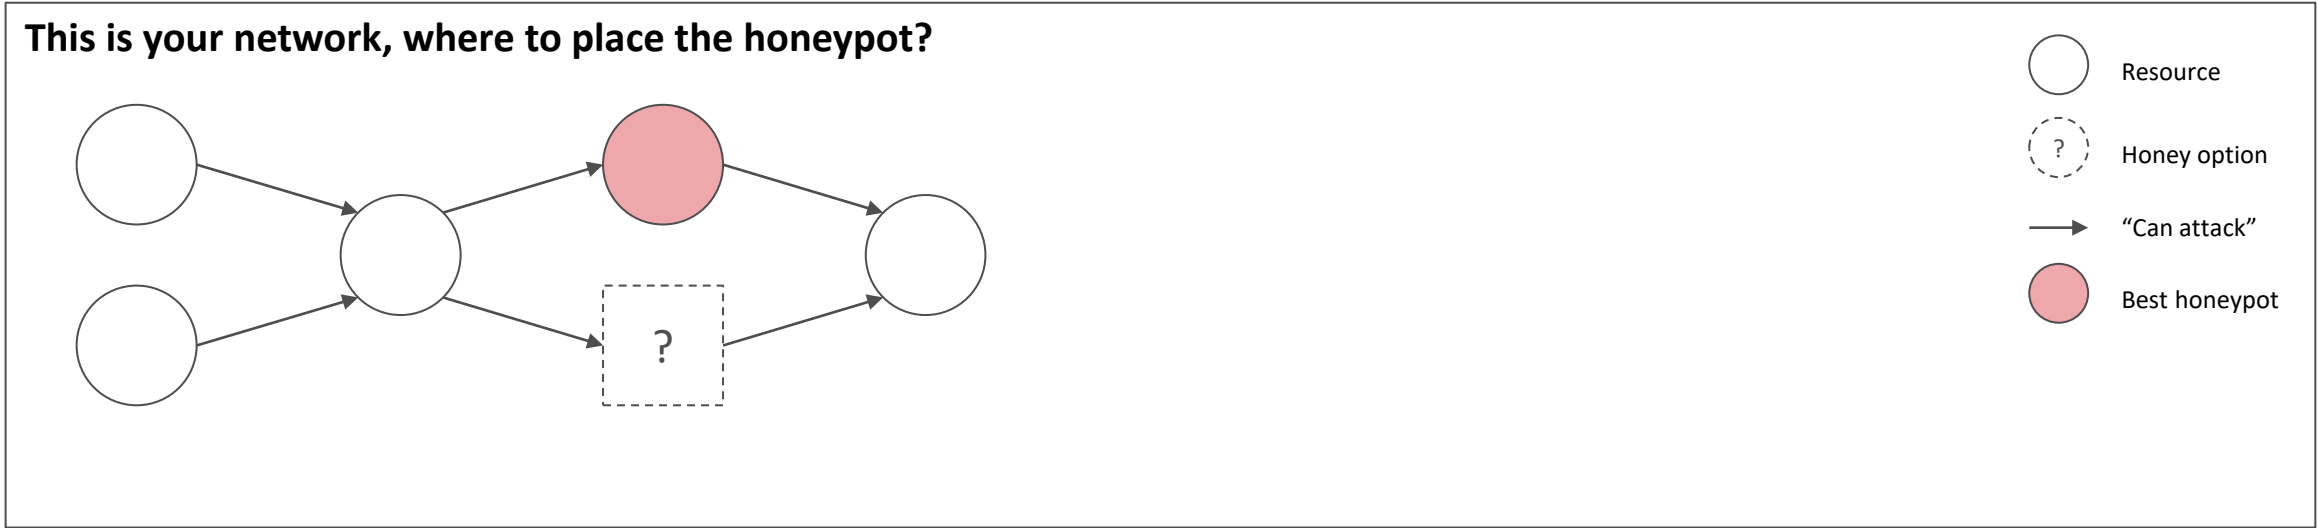 This is your network, where to place the honeypot?
Resource
?
Honey option
“Can attack”
Best honeypot
?